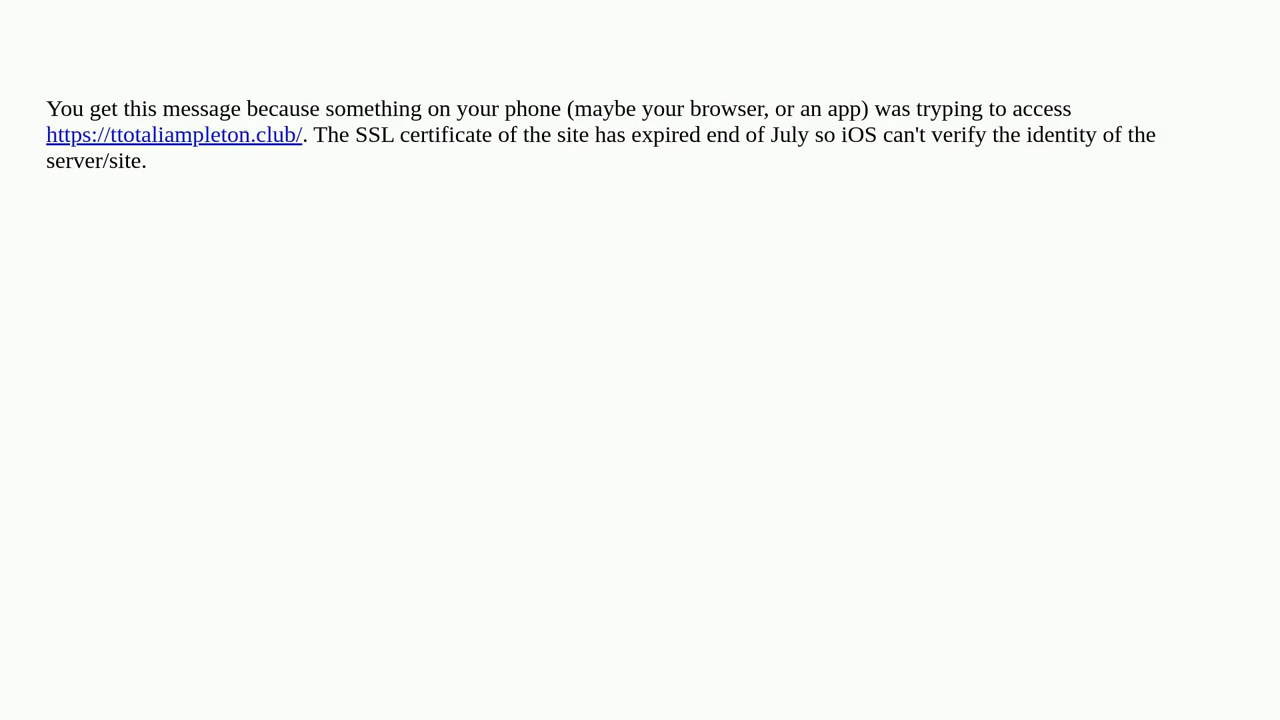 You get this message because something on your phone (maybe your browser, or an app) was tryping to access
https://ttotaliampleton.club/. The SSL certificate of the site has expired end of July so iOS can't verify the identity of the
server/site.